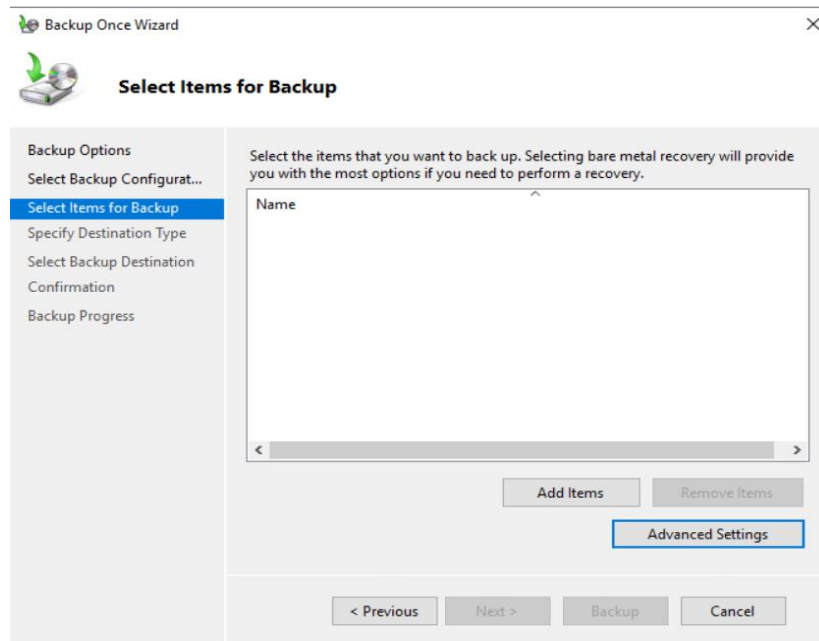 Backup Once Wizard
Select Items for Backup
Backup Options
Select Backup Configurat...
Select Items for Backup
Specify Destination Type
Select Backup Destination
Confirmation
Backup Progress
Select the items that you want to back up. Selecting bare metal recovery will provide
you with the most options if you need to perform a recovery.
Name
Add Items
Remove Items
Advanced Settings
< Previous
Next >
Backup
Cancel